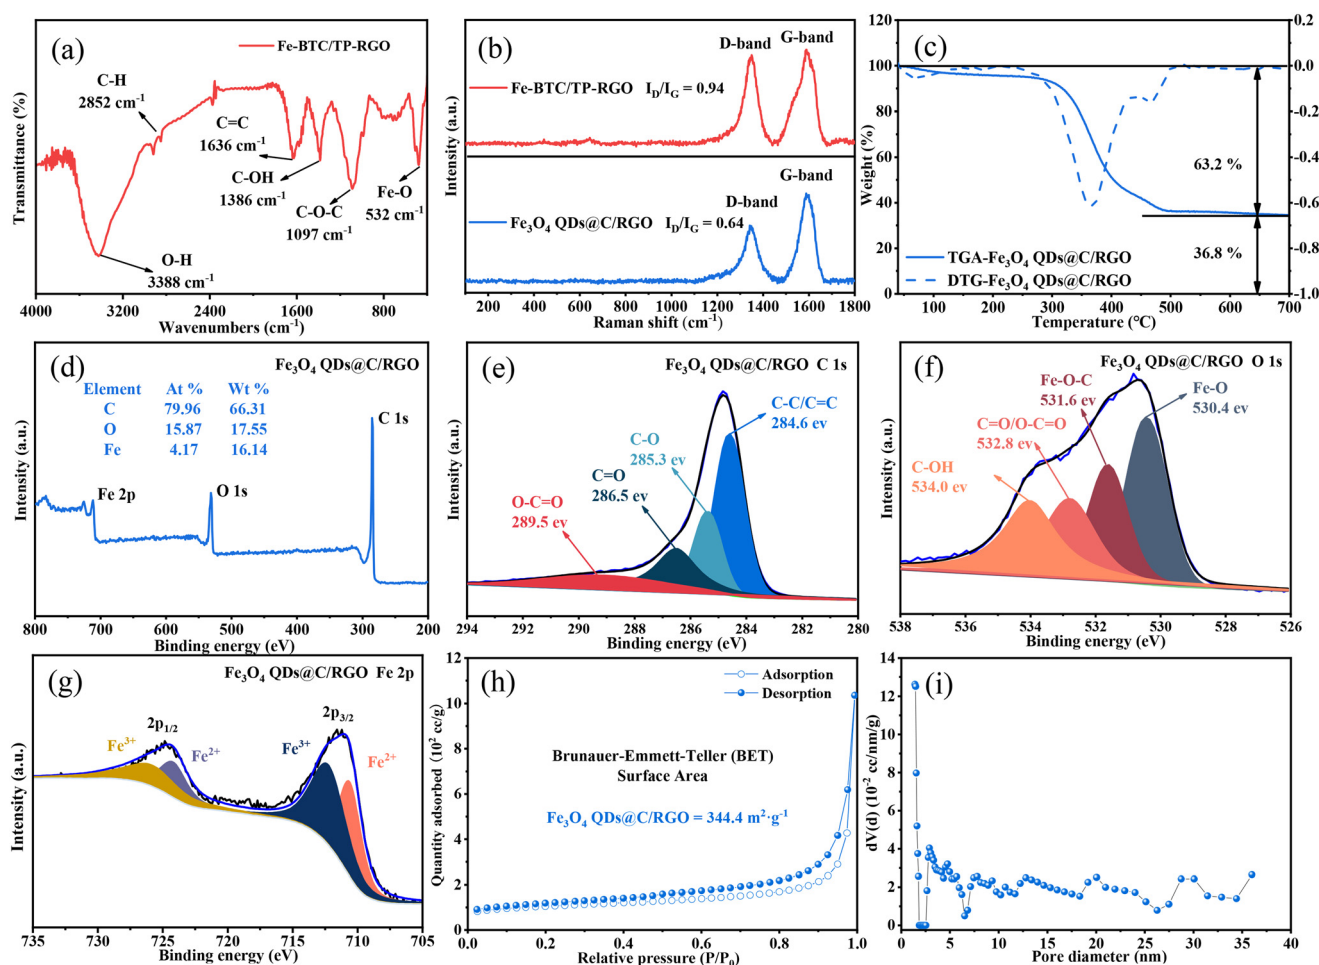 (a)
Fe-BTC/TP-RGO
C-H
2852 cm⁻¹
C=C
1636 cm⁻¹
C-OH
1386 cm⁻¹
C-O-C
1097 cm⁻¹
Fe-O
532 cm⁻¹
O-H
3388 cm⁻¹
Transmittance (%)
4000 3200 2400 1600 800
Wavenumbers (cm⁻¹)
(b)
D-band
G-band
Fe-BTC/TP-RGO I_D/I_G = 0.94
D-band
G-band
Fe₃O₄ QDs@C/RGO I_D/I_G = 0.64
Intensity (a.u.)
200 400 600 800 1000 1200 1400 1600 1800
Raman shift (cm⁻¹)
(c)
120
100
80
60
40
20
0
Weight (%)
0.2
0.0
-0.2
-0.4
-0.6
-0.8
-1.0
63.2 %
36.8 %
TGA-Fe₃O₄ QDs@C/RGO
DTG-Fe₃O₄ QDs@C/RGO
100 200 300 400 500 600 700
Temperature (℃)
(d)
Fe₃O₄ QDs@C/RGO
Element At % Wt %
C 79.96 66.31
O 15.87 17.55
Fe 4.17 16.14
Fe 2p
O 1s
C 1s
Intensity (a.u.)
800 700 600 500 400 300 200
Binding energy (eV)
(e)
Fe₃O₄ QDs@C/RGO C 1s
C-C/C=C
284.6 ev
C-O
285.3 ev
C=O
286.5 ev
O-C=O
289.5 ev
Intensity (a.u.)
294 292 290 288 286 284 282 280
Binding energy (eV)
(f)
Fe₃O₄ QDs@C/RGO O 1s
Fe-O-C
531.6 ev
Fe-O
530.4 ev
C=O/O-C=O
532.8 ev
C-OH
534.0 ev
Intensity (a.u.)
538 536 534 532 530 528 526
Binding energy (eV)
(g)
Fe₃O₄ QDs@C/RGO Fe 2p
2p₁/₂
2p₃/₂
Fe³⁺
Fe²⁺
Fe³⁺
Fe²⁺
Intensity (a.u.)
735 730 725 720 715 710 705
Binding energy (eV)
(h)
Adsorption
Desorption
Brunauer-Emmett-Teller (BET)
Surface Area
Fe₃O₄ QDs@C/RGO = 344.4 m²·g⁻¹
Quantity adsorbed (10² cc/g)
12
10
8
6
4
2
0
0.0 0.2 0.4 0.6 0.8 1.0
Relative pressure (P/P₀)
(i)
dV(d) (10⁻² cc/nm/g)
14
12
10
8
6
4
2
0
0 5 10 15 20 25 30 35 40
Pore diameter (nm)